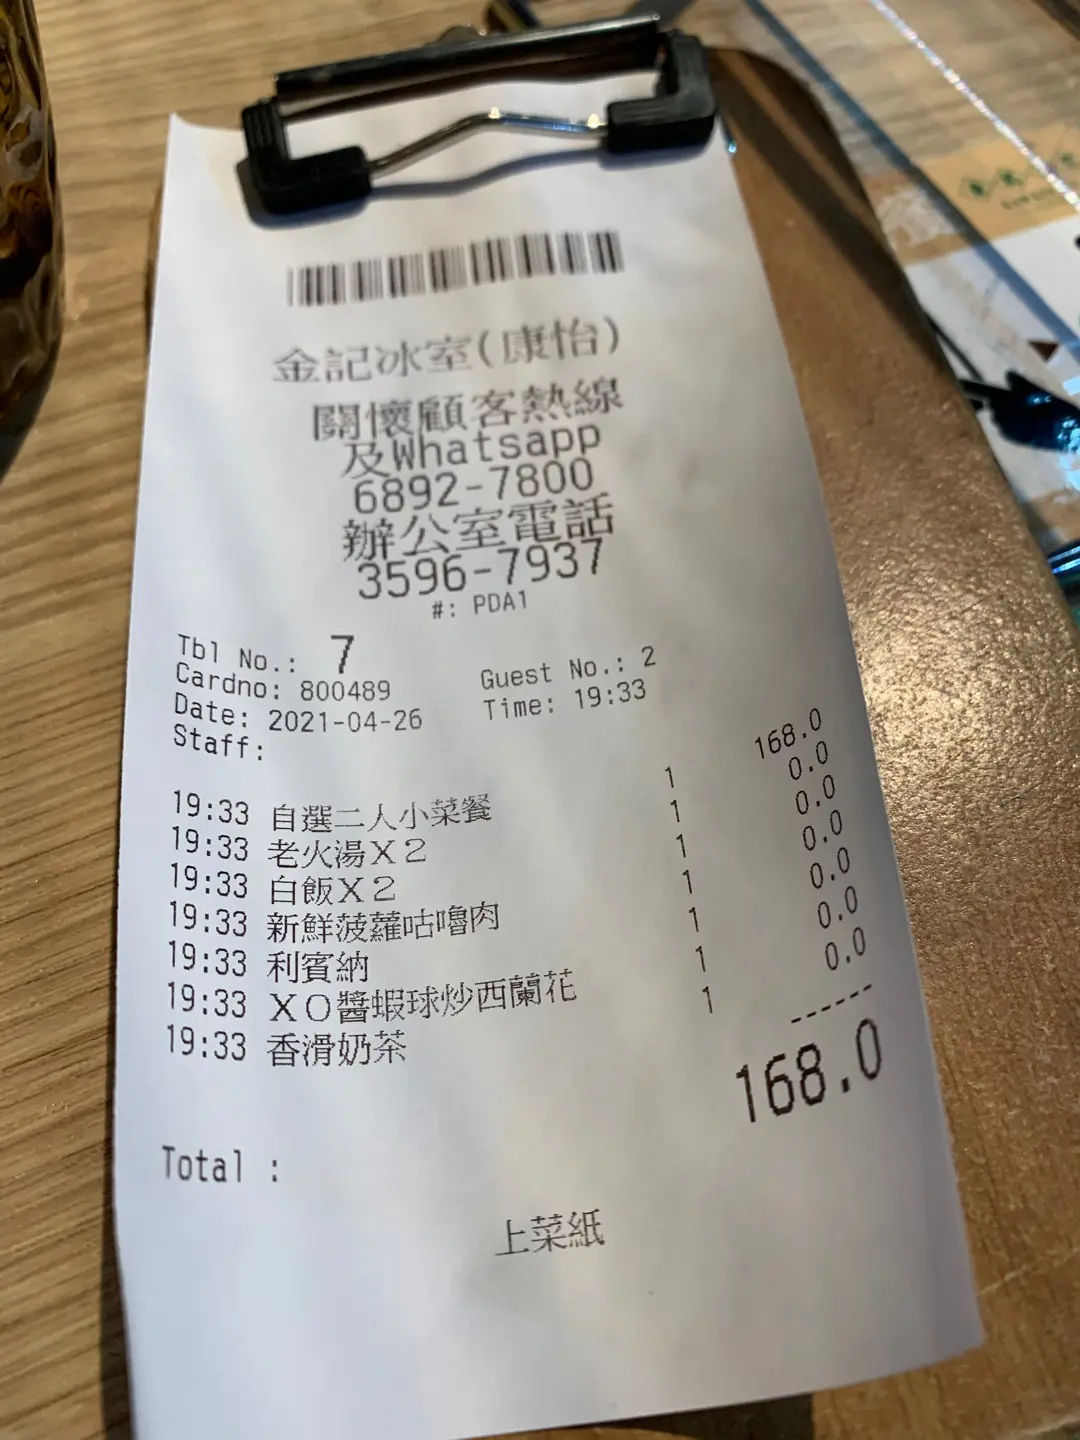 金記冰室(康怡)
關懷顧客熱線
及Whatsapp
6892-7800
辦公室電話
3596-7937
#: PDA1
Tbl No.: 7
Cardno: 800489 Guest No.: 2
Date: 2021-04-26 Time: 19:33
Staff:
19:33 自選二人小菜餐 1 168.0
19:33 老火湯X2 1 0.0
19:33 白飯X2 1 0.0
19:33 新鮮菠蘿咕嚕肉 1 0.0
19:33 利賓納 1 0.0
19:33 XO醬蝦球炒西蘭花 1 0.0
19:33 香滑奶茶 1 0.0
-----
Total : 168.0
上菜紙